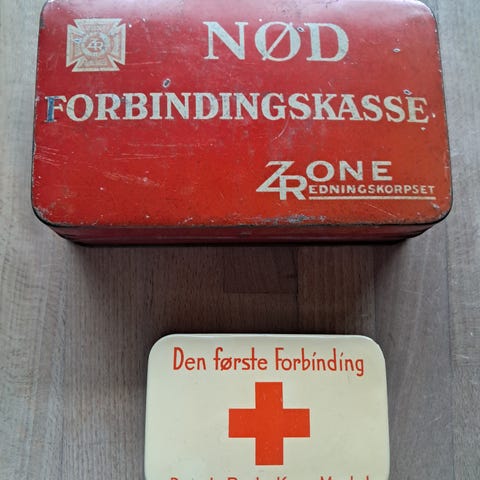 NØD
FORBINDINGSKASSE
ZONE
REDNINGSKORPSET
Den første Forbinding